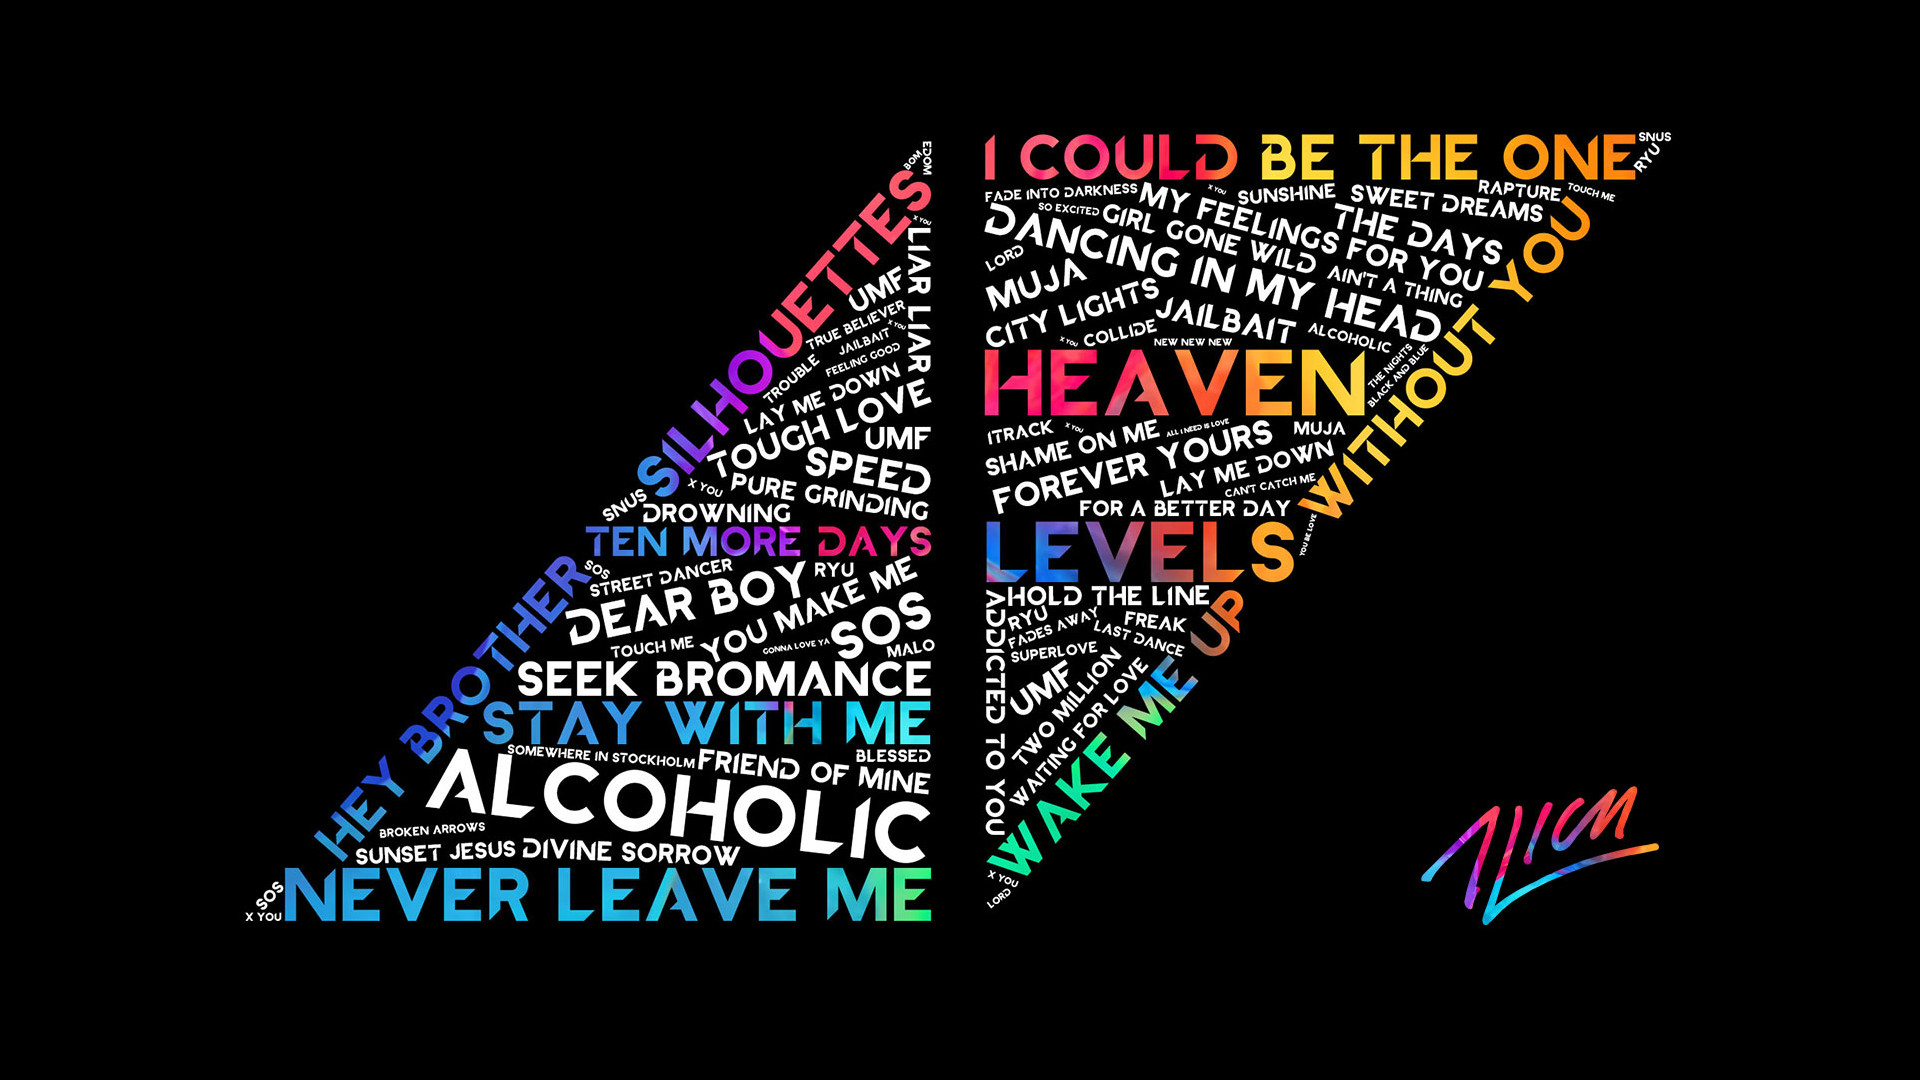 EDOM
BOM
SILHOUETTES
X YOU
LIAR LIAR
UMF
TRUE BELIEVER
X YOU
JAILBAIT
FEELING GOOD
TROUBLE
LAY ME DOWN
TOUGH LOVE
UMF
SPEED
X YOU
PURE GRINDING
SNUS
DROWNING
TEN MORE DAYS
HEY BROTHER
SOS
STREET DANCER
RYU
DEAR BOY
YOU MAKE ME
TOUCH ME
GONNA LOVE YA
SOS
MALO
SEEK BROMANCE
STAY WITH ME
SOMEWHERE IN STOCKHOLM
FRIEND OF MINE
BLESSED
ALCOHOLIC
BROKEN ARROWS
SUNSET JESUS
DIVINE SORROW
SOS
X YOU
NEVER LEAVE ME
I COULD BE THE ONE
SNUS
RYU
FADE INTO DARKNESS
MY FEELINGS FOR YOU
X YOU
SUNSHINE
SWEET DREAMS
RAPTURE
TOUCH ME
SO EXCITED
GIRL GONE WILD
THE DAYS
DANCING IN MY HEAD
LORD
MUJA
AIN'T A THING
CITY LIGHTS
JAILBAIT
ALCOHOLIC
X YOU
COLLIDE
NEW NEW NEW
THE NIGHTS
BLACK AND BLUE
WITHOUT YOU
HEAVEN
ITRACK
X YOU
SHAME ON ME
ALL I NEED IS LOVE
MUJA
FOREVER YOURS
LAY ME DOWN
CAN'T CATCH ME
FOR A BETTER DAY
YOU BE LOVE
LEVELS
ADDICTED TO YOU
HOLD THE LINE
RYU
FADES AWAY
FREAK
LAST DANCE
SUPERLOVE
UMF
TWO MILLION
WAITING FOR LOVE
WAKE ME UP
X YOU
LORD
AVICII